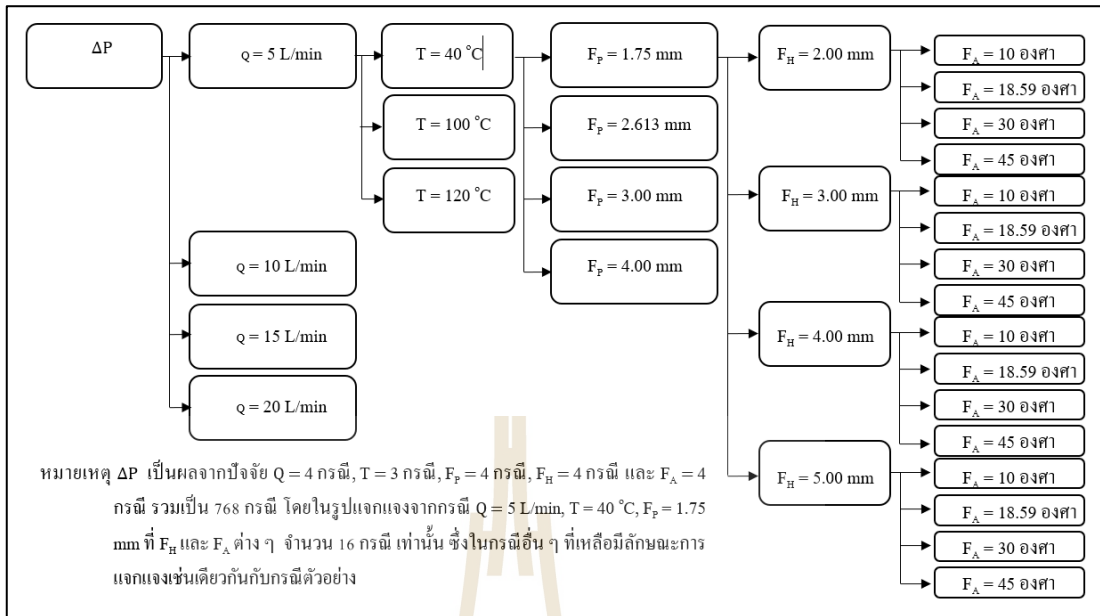 ΔP
Q = 5 L/min
Q = 10 L/min
Q = 15 L/min
Q = 20 L/min
T = 40 °C
T = 100 °C
T = 120 °C
F_P = 1.75 mm
F_P = 2.613 mm
F_P = 3.00 mm
F_P = 4.00 mm
F_H = 2.00 mm
F_H = 3.00 mm
F_H = 4.00 mm
F_H = 5.00 mm
F_A = 10 องศา
F_A = 18.59 องศา
F_A = 30 องศา
F_A = 45 องศา
F_A = 10 องศา
F_A = 18.59 องศา
F_A = 30 องศา
F_A = 45 องศา
F_A = 10 องศา
F_A = 18.59 องศา
F_A = 30 องศา
F_A = 45 องศา
F_A = 10 องศา
F_A = 18.59 องศา
F_A = 30 องศา
F_A = 45 องศา
หมายเหตุ ΔP เป็นผลจากปัจจัย Q = 4 กรณี, T = 3 กรณี, F_P = 4 กรณี, F_H = 4 กรณี และ F_A = 4
กรณี รวมเป็น 768 กรณี โดยในรูปแจกแจงจากกรณี Q = 5 L/min, T = 40 °C, F_P = 1.75
mm ที่ F_H และ F_A ต่าง ๆ จำนวน 16 กรณี เท่านั้น ซึ่งในกรณีอื่น ๆ ที่เหลือมีลักษณะการ
แจกแจงเช่นเดียวกันกับกรณีตัวอย่าง